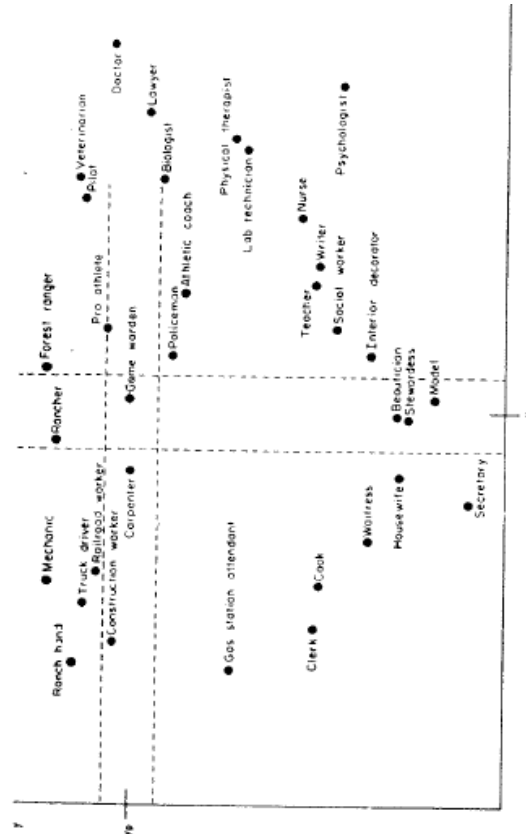 Doctor
Lawyer
Veterinarian
Pilot
Biologist
Physical therapist
Lab technician
Psychologist
Forest ranger
Pro athlete
Athletic coach
Policeman
Nurse
Writer
Teacher
Social worker
Interior decorator
Rancher
Game warden
Beautician
Stewardess
Model
Mechanic
Truck driver
Railroad worker
Construction worker
Carpenter
Ranch hand
Gas station attendant
Waitress
Housewife
Secretary
Cook
Clerk
y